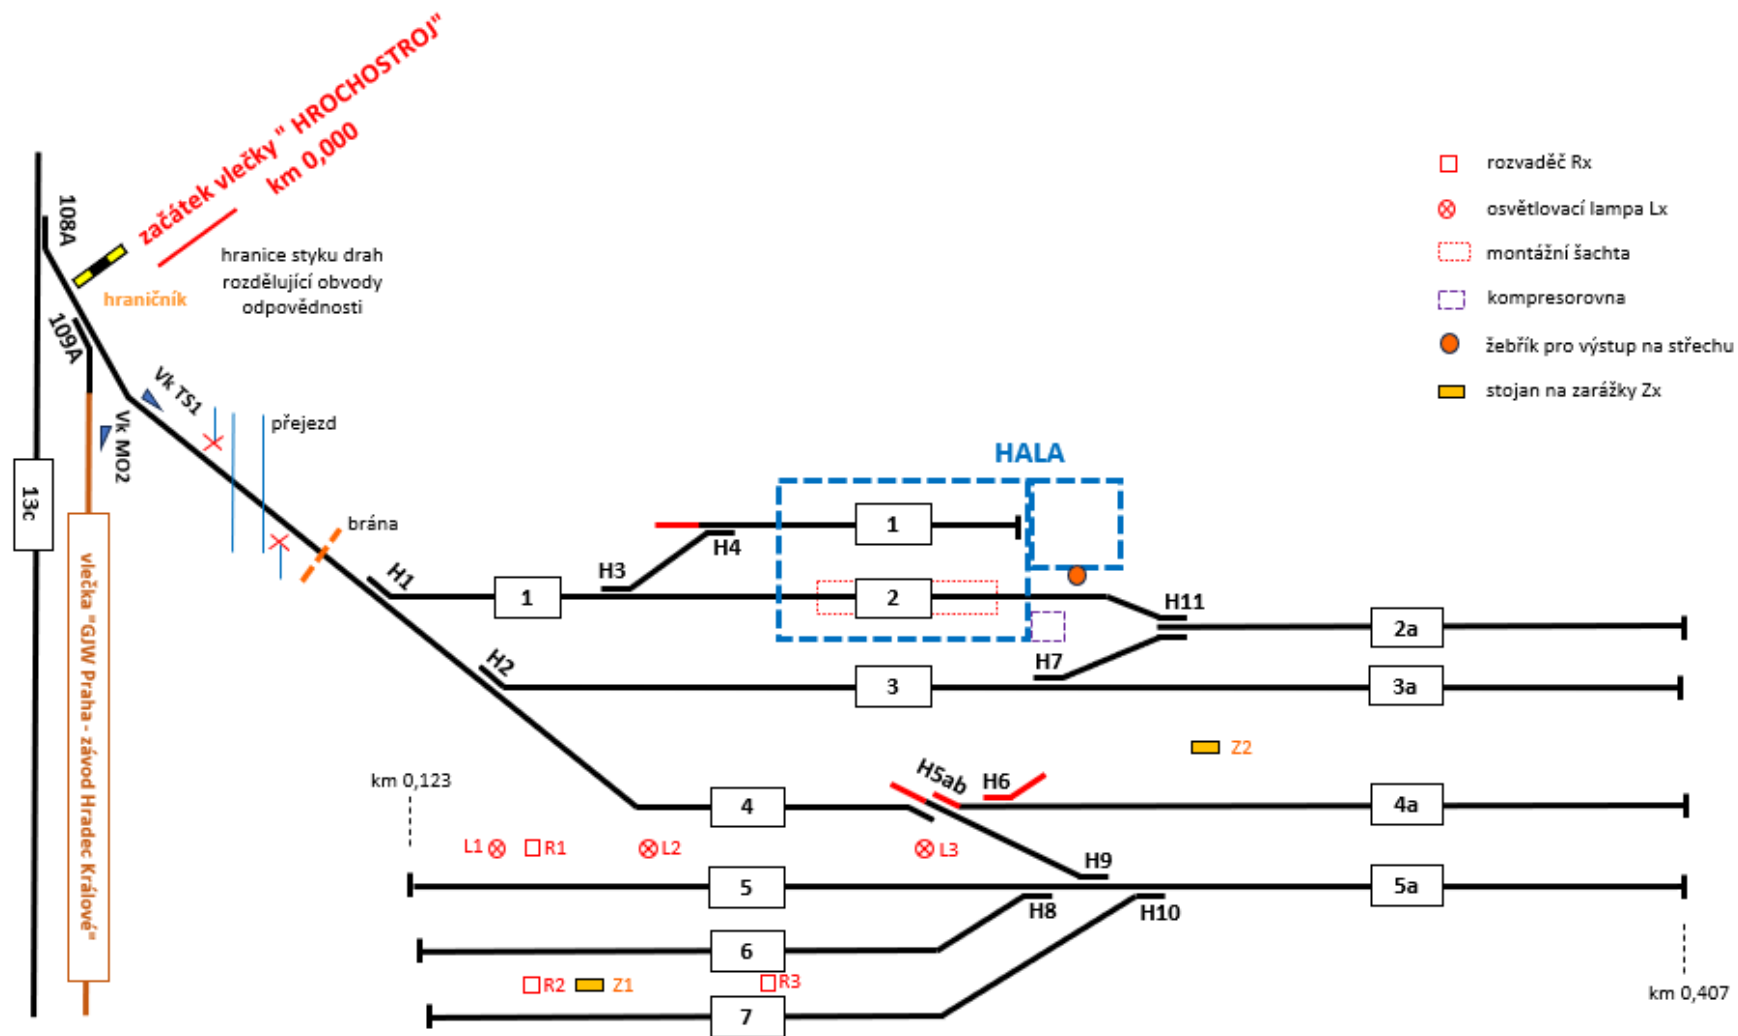 začátek vlečky" HROCHOSTROJ"
km 0,000
108A
hranice styku drah
rozdělující obvody
odpovědnosti
hraničník
109A
Vk TS1
Vk MO2
přejezd
brána
13c
vlečka "GJW Praha - závod Hradec Králové"
rozvaděč Rx
osvětlovací lampa Lx
montážní šachta
kompresorovna
žebřík pro výstup na střechu
stojan na zarážky Zx
HALA
1
H4
H3
H1
1
2
H11
2a
H7
H2
3
3a
Z2
km 0,123
H5ab
H6
4
4a
L1
R1
L2
L3
H9
5
5a
H8
H10
6
R2
Z1
R3
7
km 0,407